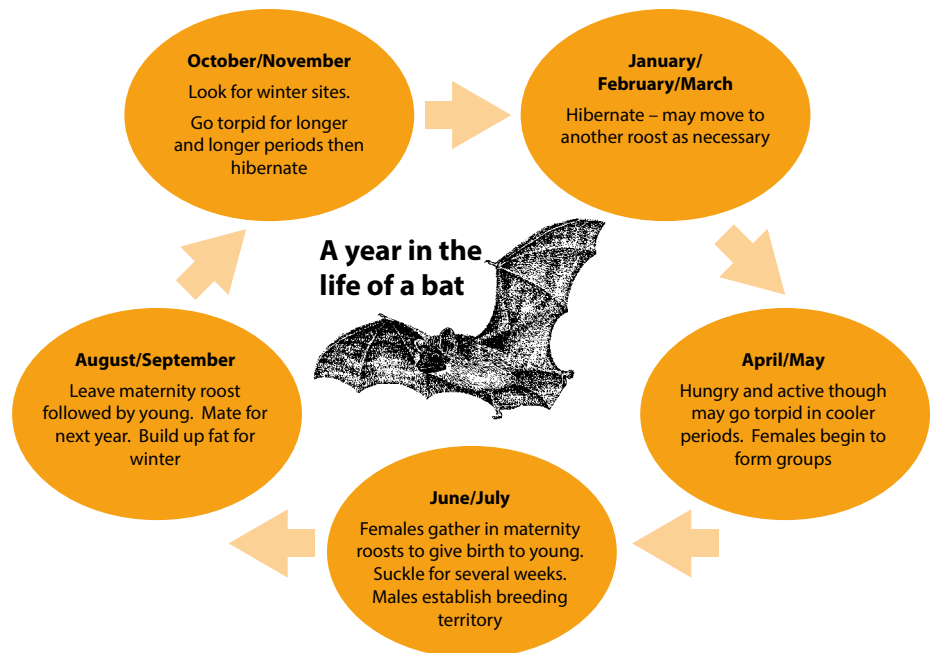 A year in the
life of a bat
October/November
Look for winter sites.
Go torpid for longer
and longer periods then
hibernate
January/
February/March
Hibernate – may move to
another roost as necessary
April/May
Hungry and active though
may go torpid in cooler
periods.  Females begin to
form groups
June/July
Females gather in maternity
roosts to give birth to young.
Suckle for several weeks.
Males establish breeding
territory
August/September
Leave maternity roost
followed by young.  Mate for
next year.  Build up fat for
winter